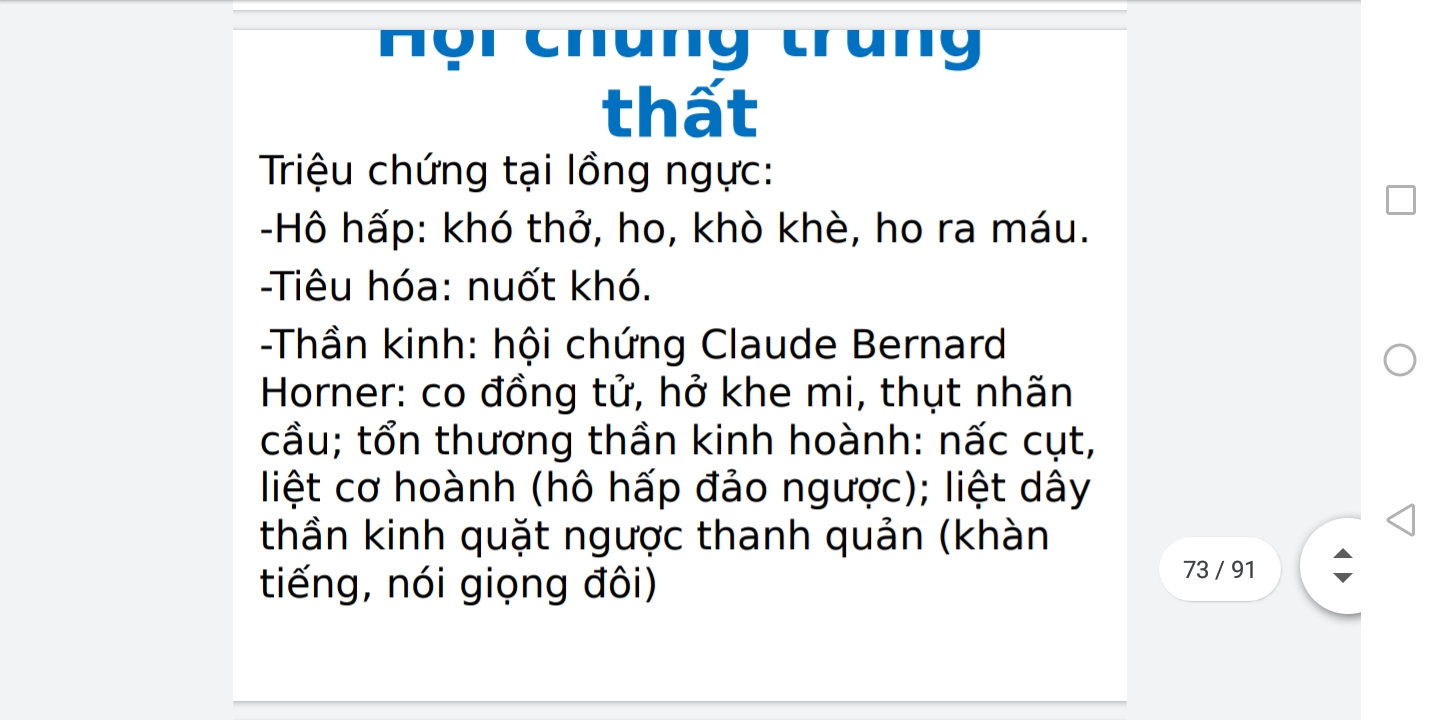 Hội chứng trung
thất
Triệu chứng tại lồng ngực:
-Hô hấp: khó thở, ho, khò khè, ho ra máu.
-Tiêu hóa: nuốt khó.
-Thần kinh: hội chứng Claude Bernard
Horner: co đồng tử, hở khe mi, thụt nhãn
cầu; tổn thương thần kinh hoành: nấc cụt,
liệt cơ hoành (hô hấp đảo ngược); liệt dây
thần kinh quặt ngược thanh quản (khàn
tiếng, nói giọng đôi)
73 / 91